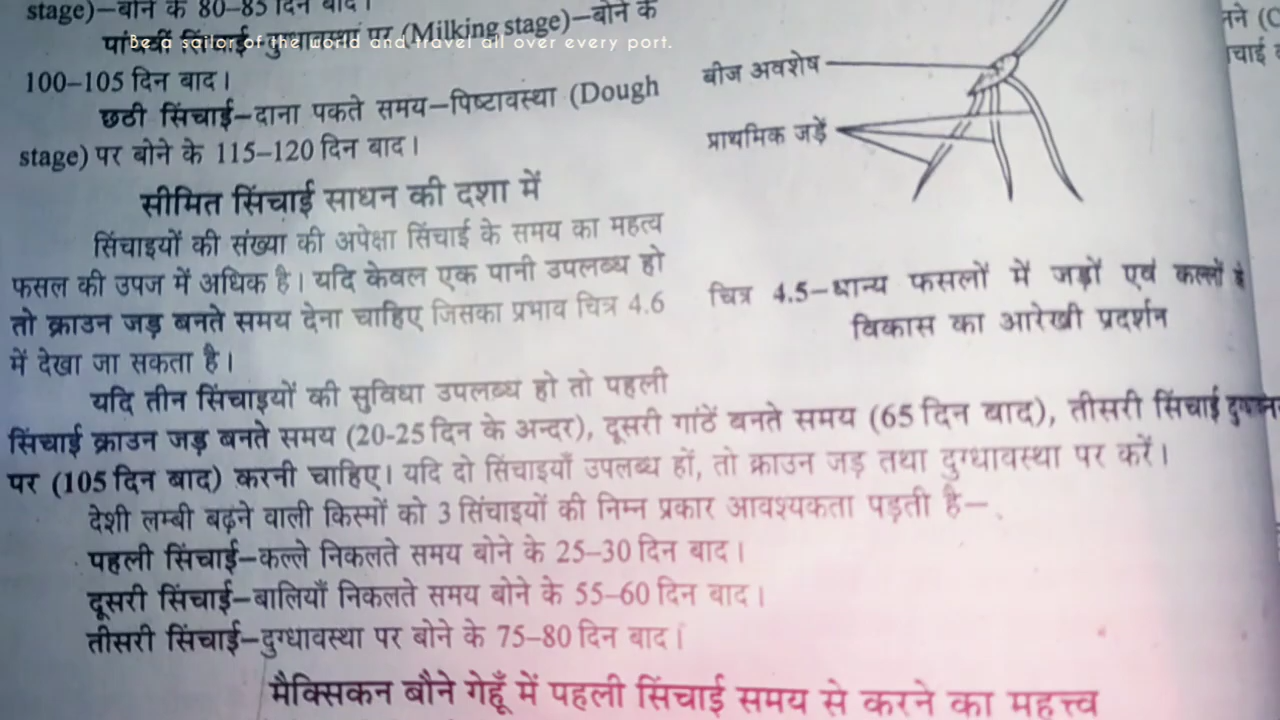 stage)–बोने के 80–85 दिन बाद।
पांचवीं सिंचाई–दुग्धावस्था पर (Milking stage)–बोने के
Be a sailor of the world and travel all over every port.
100–105 दिन बाद।
छठी सिंचाई–दाना पकते समय–पिष्टावस्था (Dough
stage) पर बोने के 115–120 दिन बाद।
सीमित सिंचाई साधन की दशा में
सिंचाइयों की संख्या की अपेक्षा सिंचाई के समय का महत्व
फसल की उपज में अधिक है। यदि केवल एक पानी उपलब्ध हो
तो क्राउन जड़ बनते समय देना चाहिए जिसका प्रभाव चित्र 4.6
में देखा जा सकता है।
यदि तीन सिंचाइयों की सुविधा उपलब्ध हो तो पहली
बीज अवशेष
प्राथमिक जड़ें
चित्र 4.5–धान्य फसलों में जड़ों एवं कल्लों के
विकास का आरेखी प्रदर्शन
सिंचाई क्राउन जड़ बनते समय (20-25 दिन के अन्दर), दूसरी गांठें बनते समय (65 दिन बाद), तीसरी सिंचाई
पर (105 दिन बाद) करनी चाहिए। यदि दो सिंचाइयाँ उपलब्ध हों, तो क्राउन जड़ तथा दुग्धावस्था पर करें।
देशी लम्बी बढ़ने वाली किस्मों को 3 सिंचाइयों की निम्न प्रकार आवश्यकता पड़ती है–
पहली सिंचाई–कल्ले निकलते समय बोने के 25–30 दिन बाद।
दूसरी सिंचाई–बालियाँ निकलते समय बोने के 55–60 दिन बाद।
तीसरी सिंचाई–दुग्धावस्था पर बोने के 75–80 दिन बाद।
मैक्सिकन बौने गेहूँ में पहली सिंचाई समय से करने का महत्त्व